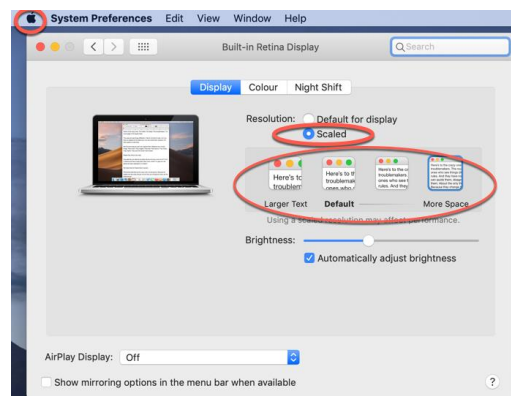 System Preferences Edit View Window Help
Built-in Retina Display
Search
Display Colour Night Shift
Resolution: Default for display
Scaled
Here's to
troublem
Here's to th
troublemak
ones who
Here's to the
troublemakers
ones who see t
rules. And they
Larger Text Default More Space
Using a scaled resolution may affect performance.
Brightness:
Automatically adjust brightness
AirPlay Display: Off
Show mirroring options in the menu bar when available
?